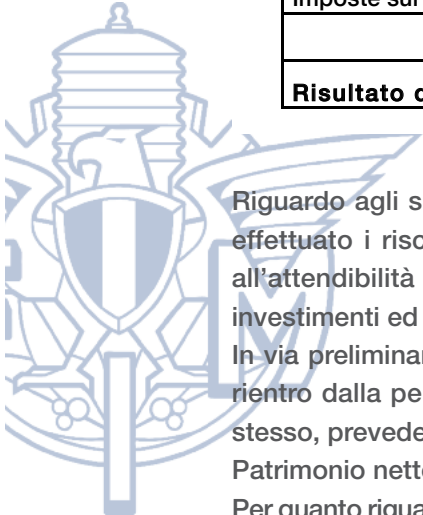 Imposte sul
Risultato d
Riguardo agli s
effettuato i risc
all'attendibilità
investimenti ed
In via preliminar
rientro dalla pe
stesso, prevede
Patrimonio nett
Per quanto rigua